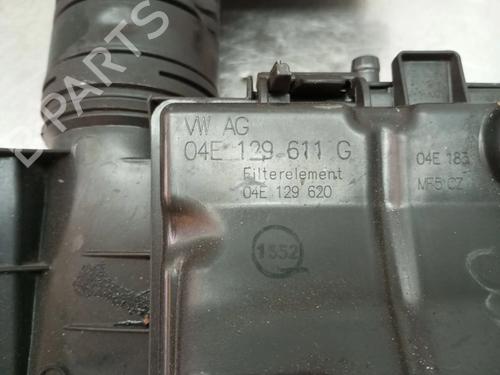 B-PARTS
VW AG
04E 129 611 G
Filterelement
04E 129 620
04E 183
MF5 CZ
1552